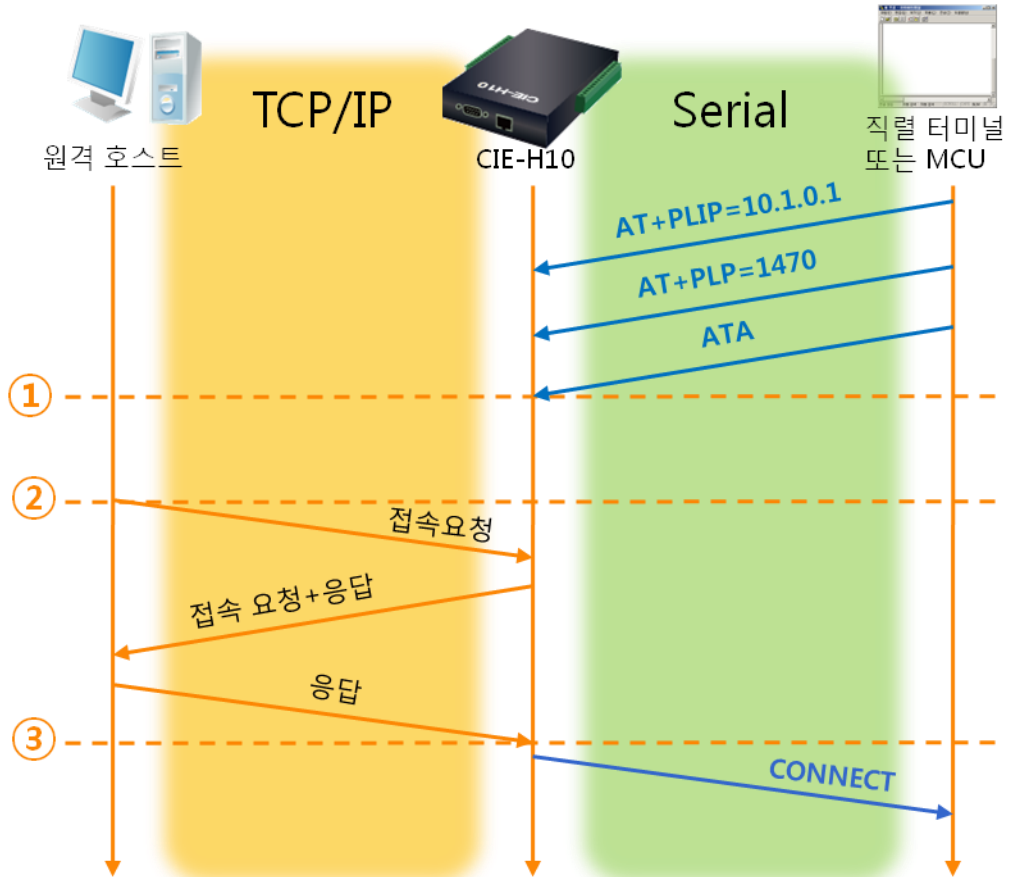 TCP/IP
Serial
CIE-H10
원격 호스트
CIE-H10
직렬 터미널
또는 MCU
AT+PLIP=10.1.0.1
AT+PLP=1470
ATA
①
②
접속요청
접속 요청+응답
응답
③
CONNECT